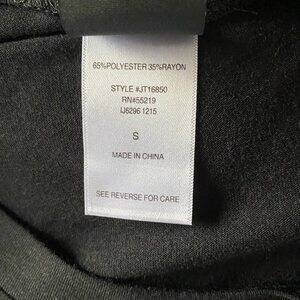 65%POLYESTER 35%RAYON
STYLE #JT16850
RN#55219
IJ6296 1215
S
MADE IN CHINA
SEE REVERSE FOR CARE